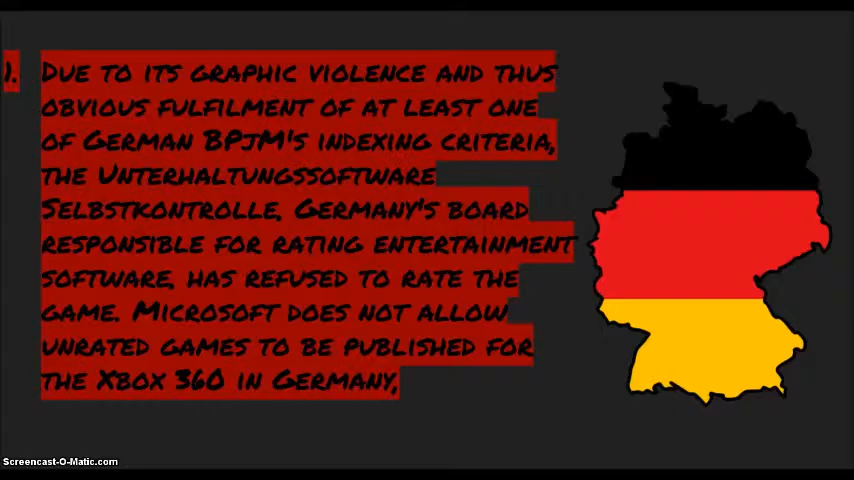 1. Due to its graphic violence and thus
obvious fulfilment of at least one
of German BPjM's indexing criteria,
the Unterhaltungssoftware
Selbstkontrolle, Germany's board
responsible for rating entertainment
software, has refused to rate the
game. Microsoft does not allow
unrated games to be published for
the Xbox 360 in Germany,
Screencast-O-Matic.com